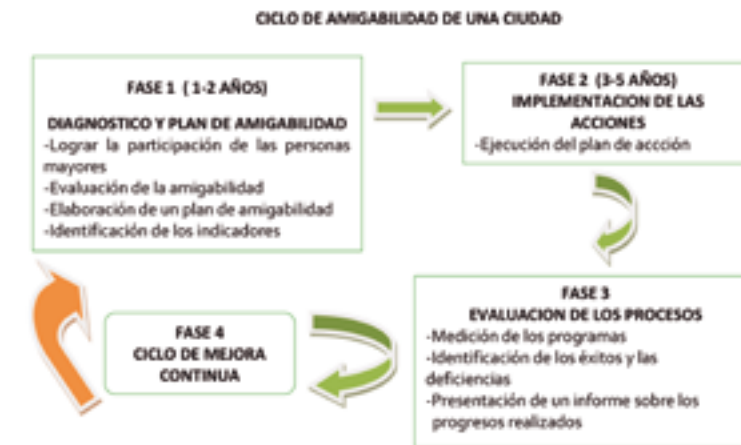 CICLO DE AMIGABILIDAD DE UNA CIUDAD
FASE 1 ( 1-2 AÑOS)
DIAGNOSTICO Y PLAN DE AMIGABILIDAD
-Lograr la participación de las personas
mayores
-Evaluación de la amigabilidad
-Elaboración de un plan de amigabilidad
-Identificación de los indicadores
FASE 2 (3-5 AÑOS)
IMPLEMENTACION DE LAS
ACCIONES
-Ejecución del plan de accción
FASE 3
EVALUACION DE LOS PROCESOS
-Medición de los programas
-Identificación de los éxitos y las
deficiencias
-Presentación de un informe sobre los
progresos realizados
FASE 4
CICLO DE MEJORA
CONTINUA